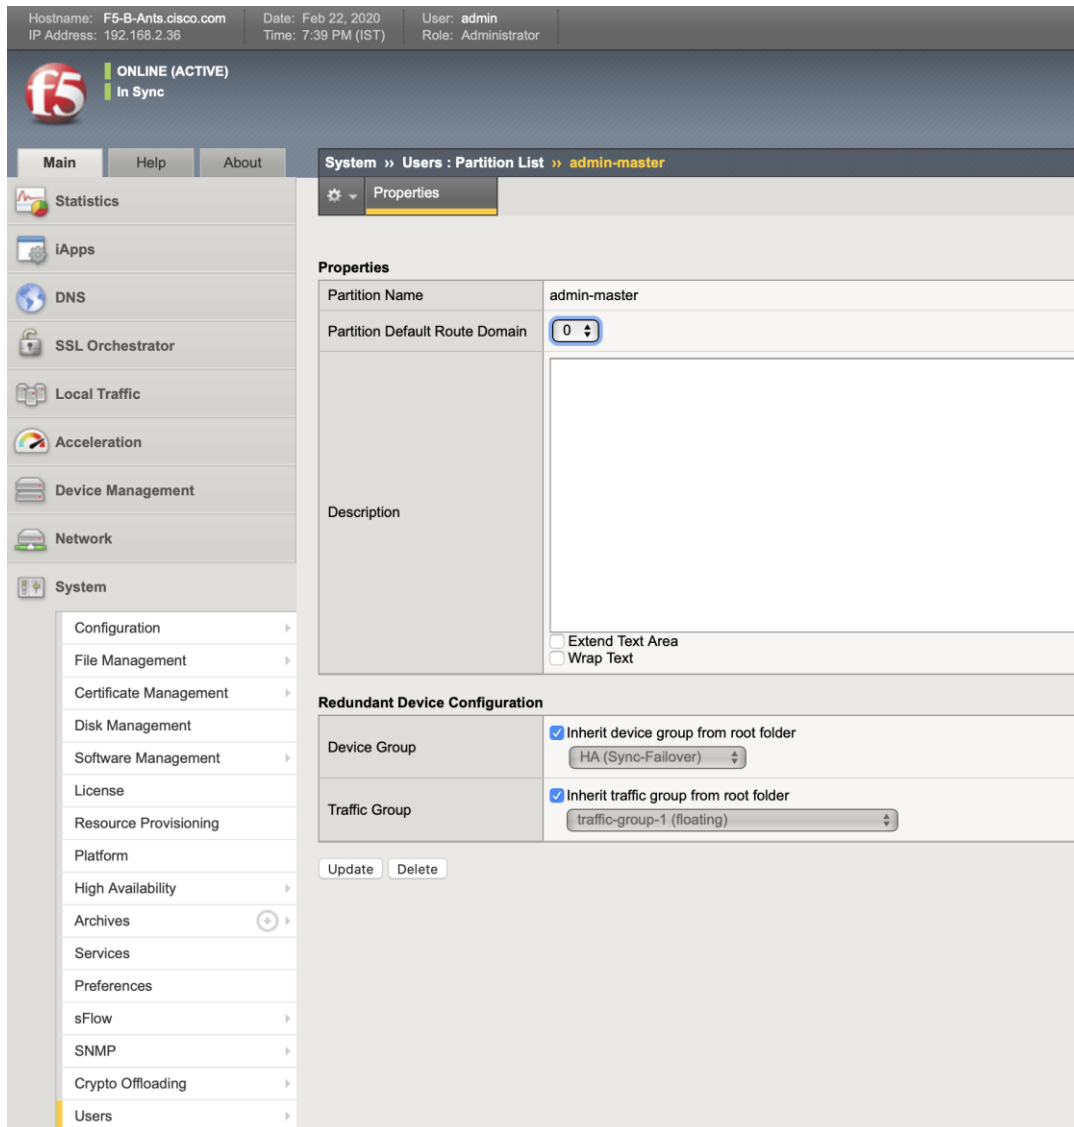 Hostname: F5-B-Ants.cisco.com Date: Feb 22, 2020 User: admin
IP Address: 192.168.2.36 Time: 7:39 PM (IST) Role: Administrator
f5
ONLINE (ACTIVE)
In Sync
Main Help About
System ›› Users : Partition List ›› admin-master
Properties
Statistics
iApps
DNS
SSL Orchestrator
Local Traffic
Acceleration
Device Management
Network
System
Configuration
File Management
Certificate Management
Disk Management
Software Management
License
Resource Provisioning
Platform
High Availability
Archives
Services
Preferences
sFlow
SNMP
Crypto Offloading
Users
Properties
Partition Name admin-master
Partition Default Route Domain 0
Description
Extend Text Area
Wrap Text
Redundant Device Configuration
Device Group
Inherit device group from root folder
HA (Sync-Failover)
Traffic Group
Inherit traffic group from root folder
traffic-group-1 (floating)
Update Delete